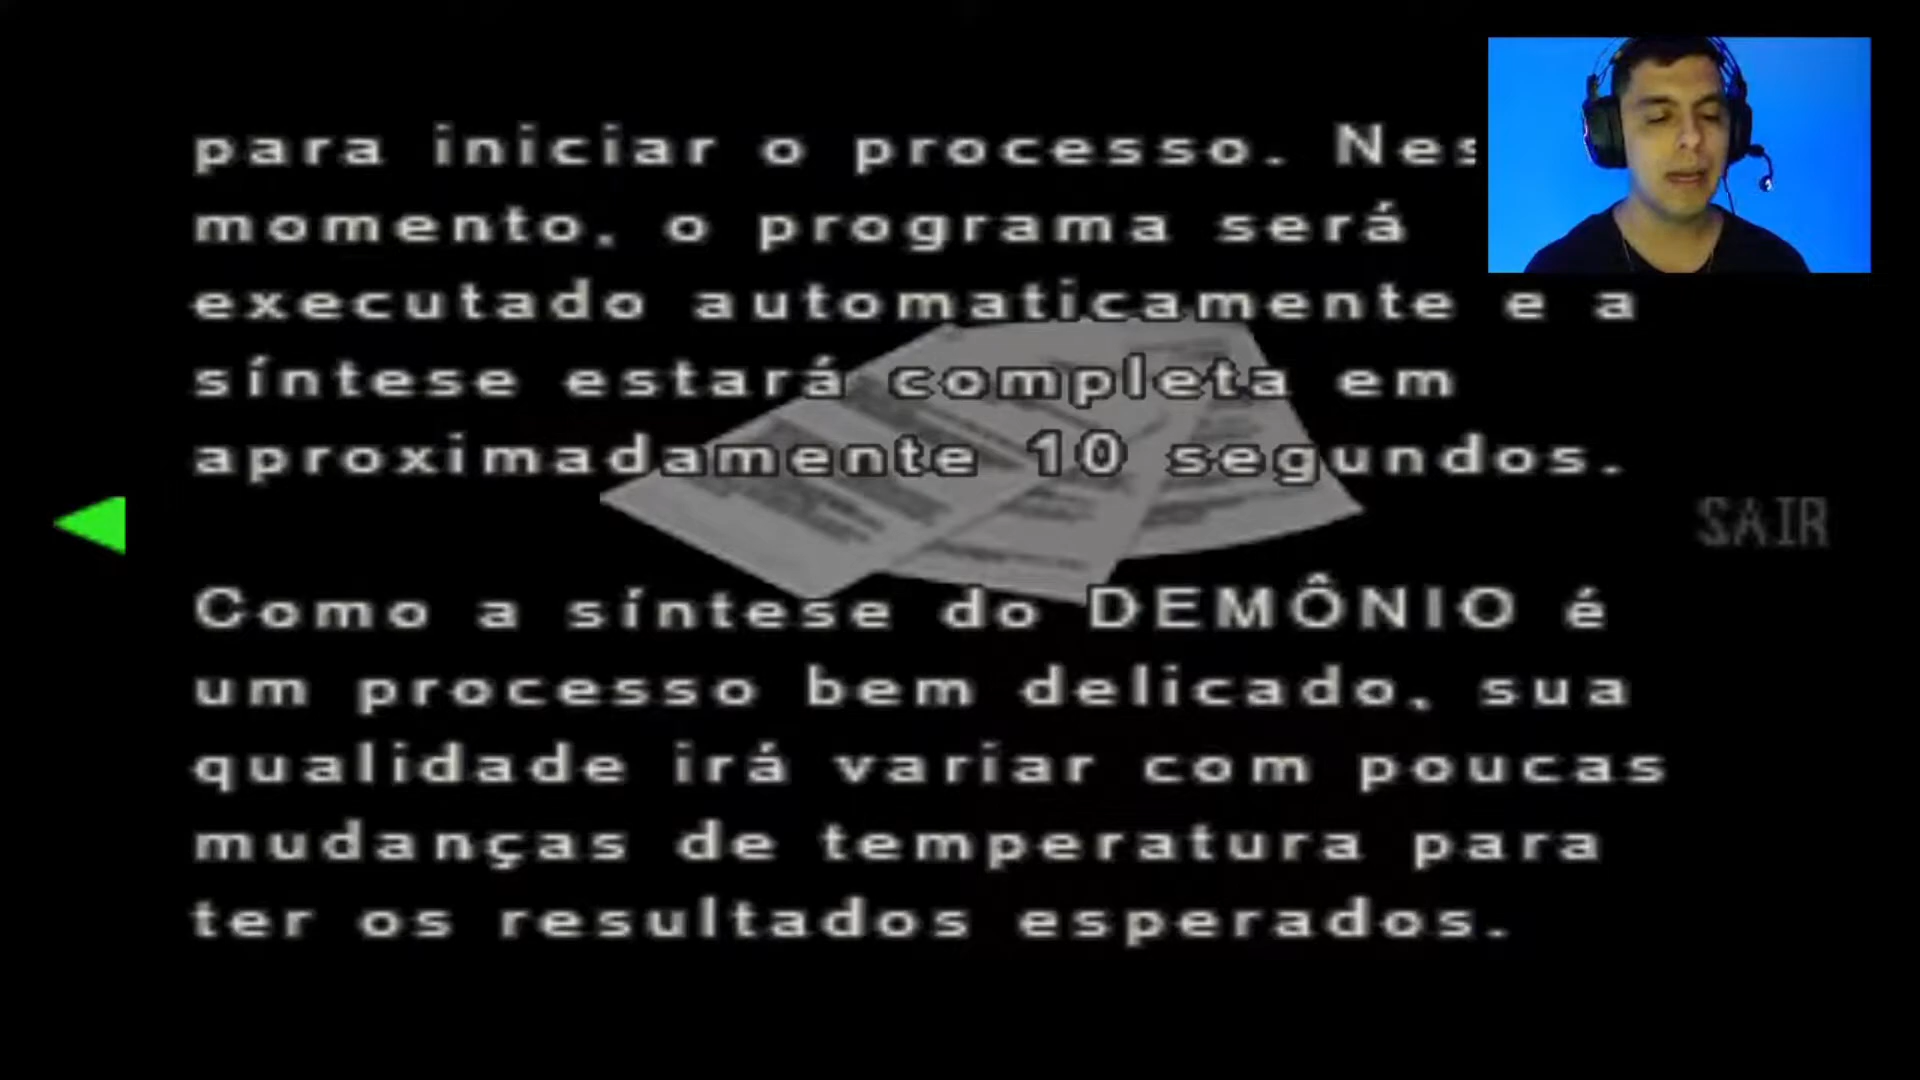 para iniciar o processo.
momento, o programa será
executado automaticamente e a
síntese estará completa em
aproximadamente 10 segundos.
SAIR
Como a síntese do DEMÔNIO é
um processo bem delicado, sua
qualidade irá variar com poucas
mudanças de temperatura para
ter os resultados esperados.